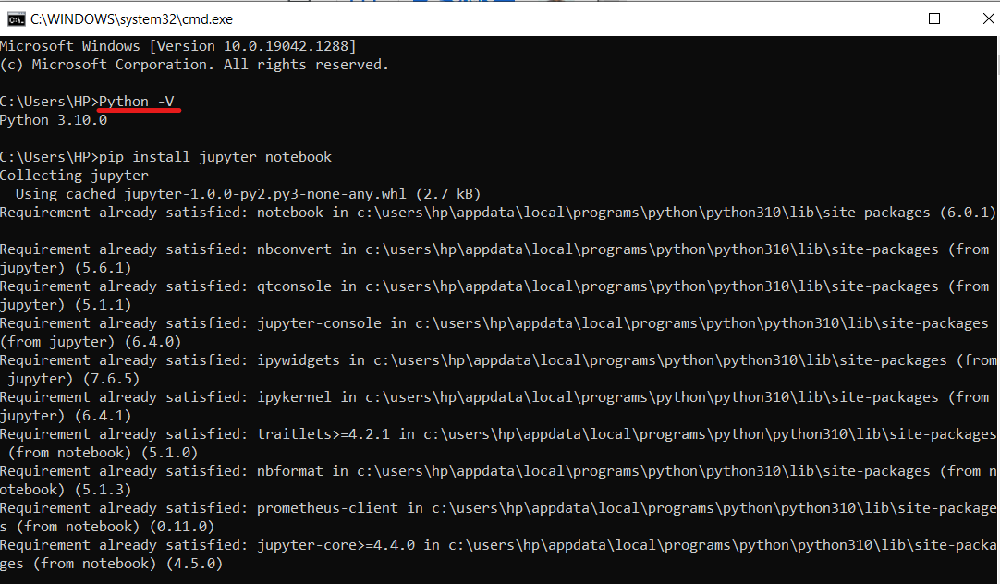 C:\WINDOWS\system32\cmd.exe
Microsoft Windows [Version 10.0.19042.1288]
(c) Microsoft Corporation. All rights reserved.
C:\Users\HP>Python -V
Python 3.10.0
C:\Users\HP>pip install jupyter notebook
Collecting jupyter
  Using cached jupyter-1.0.0-py2.py3-none-any.whl (2.7 kB)
Requirement already satisfied: notebook in c:\users\hp\appdata\local\programs\python\python310\lib\site-packages (6.0.1)
Requirement already satisfied: nbconvert in c:\users\hp\appdata\local\programs\python\python310\lib\site-packages (from
jupyter) (5.6.1)
Requirement already satisfied: qtconsole in c:\users\hp\appdata\local\programs\python\python310\lib\site-packages (from
jupyter) (5.1.1)
Requirement already satisfied: jupyter-console in c:\users\hp\appdata\local\programs\python\python310\lib\site-packages
(from jupyter) (6.4.0)
Requirement already satisfied: ipywidgets in c:\users\hp\appdata\local\programs\python\python310\lib\site-packages (from
 jupyter) (7.6.5)
Requirement already satisfied: ipykernel in c:\users\hp\appdata\local\programs\python\python310\lib\site-packages (from
jupyter) (6.4.1)
Requirement already satisfied: traitlets>=4.2.1 in c:\users\hp\appdata\local\programs\python\python310\lib\site-packages
 (from notebook) (5.1.0)
Requirement already satisfied: nbformat in c:\users\hp\appdata\local\programs\python\python310\lib\site-packages (from n
otebook) (5.1.3)
Requirement already satisfied: prometheus-client in c:\users\hp\appdata\local\programs\python\python310\lib\site-package
s (from notebook) (0.11.0)
Requirement already satisfied: jupyter-core>=4.4.0 in c:\users\hp\appdata\local\programs\python\python310\lib\site-packa
ges (from notebook) (4.5.0)